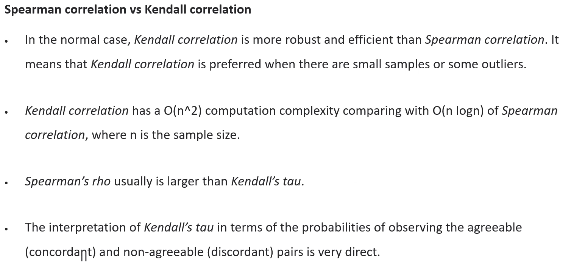 Spearman correlation vs Kendall correlation
• In the normal case, Kendall correlation is more robust and efficient than Spearman correlation. It
means that Kendall correlation is preferred when there are small samples or some outliers.
• Kendall correlation has a O(n^2) computation complexity comparing with O(n logn) of Spearman
correlation, where n is the sample size.
• Spearman’s rho usually is larger than Kendall’s tau.
• The interpretation of Kendall’s tau in terms of the probabilities of observing the agreeable
(concordant) and non-agreeable (discordant) pairs is very direct.